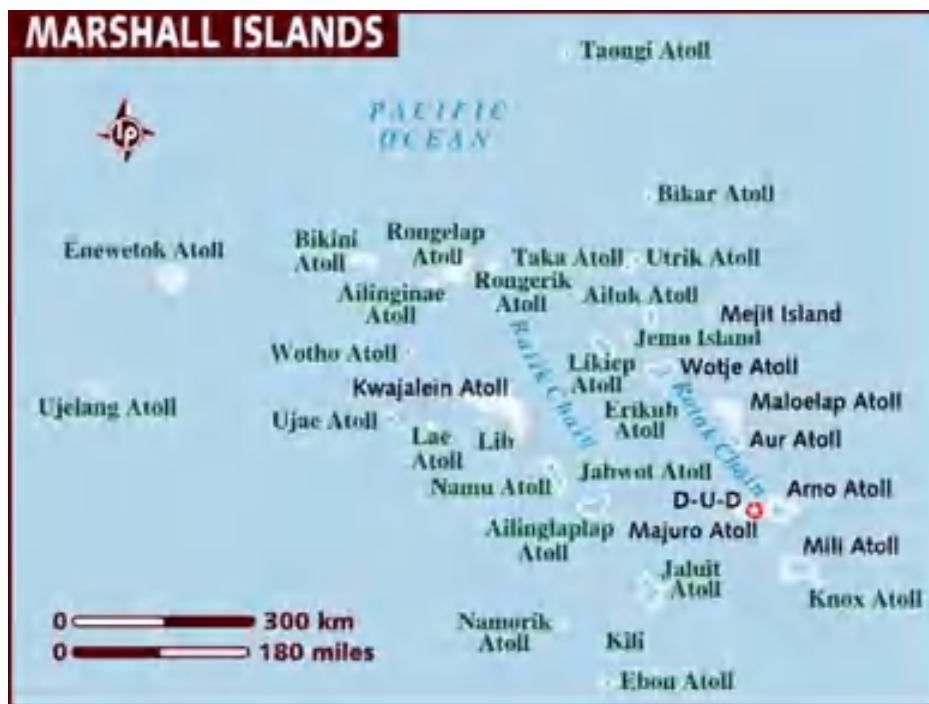 MARSHALL ISLANDS
Taongi Atoll
PACIFIC
OCEAN
lp
Bikar Atoll
Enewetok Atoll
Bikini
Atoll
Rongelap
Atoll
Taka Atoll
Utrik Atoll
Ailinginae
Atoll
Rongerik
Atoll
Ailuk Atoll
Mejit Island
Jemo Island
Wotho Atoll
Ratik Chain
Likiep
Atoll
Wotje Atoll
Kwajalein Atoll
Ratak Chain
Ujelang Atoll
Erikub
Atoll
Maloelap Atoll
Ujae Atoll
Lae
Atoll
Lib
Aur Atoll
Namu Atoll
Jabwot Atoll
D-U-D
Arno Atoll
Ailinglaplap
Atoll
Majuro Atoll
Mili Atoll
Jaluit
Atoll
Knox Atoll
0 300 km
0 180 miles
Namorik
Atoll
Kili
Ebon Atoll